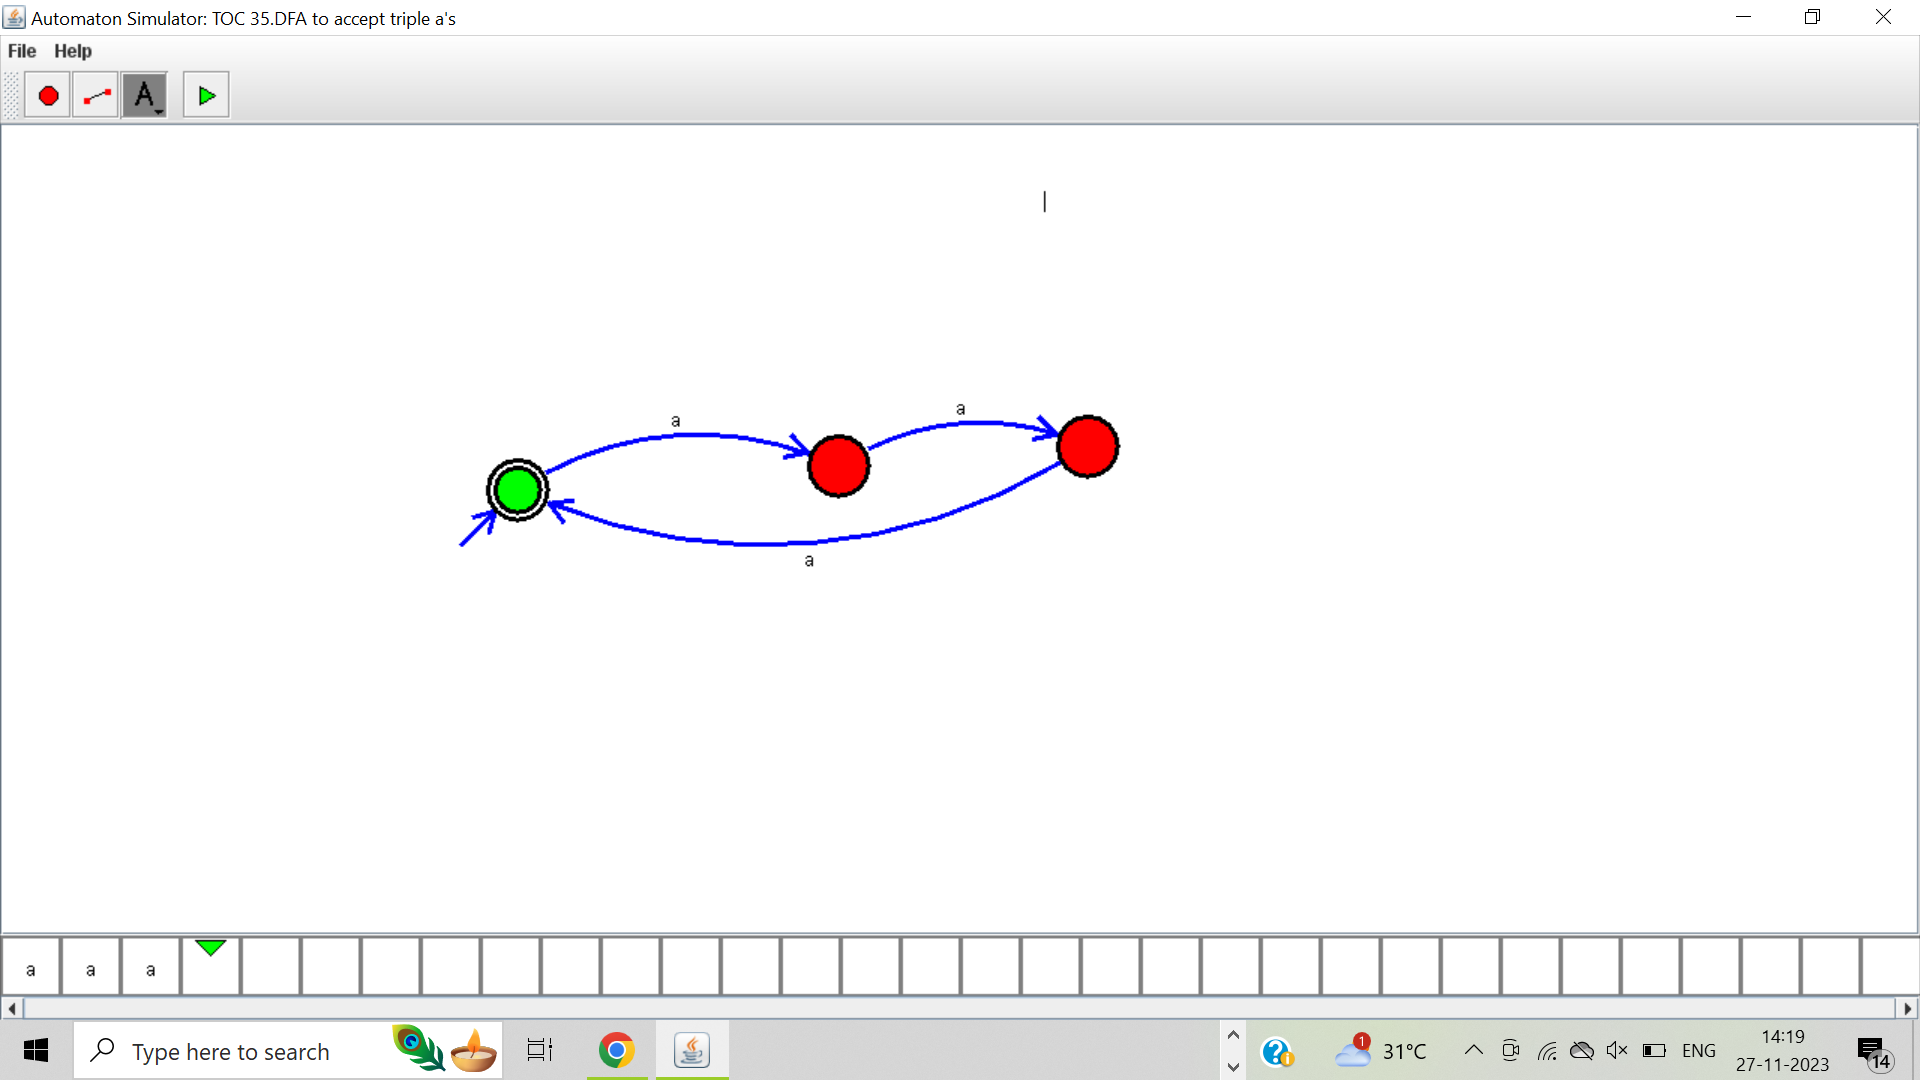 Automaton Simulator: TOC 35.DFA to accept triple a's
File Help
A
a
a
a
a a a
Type here to search
1
31°C
ENG
14:19
27-11-2023
14